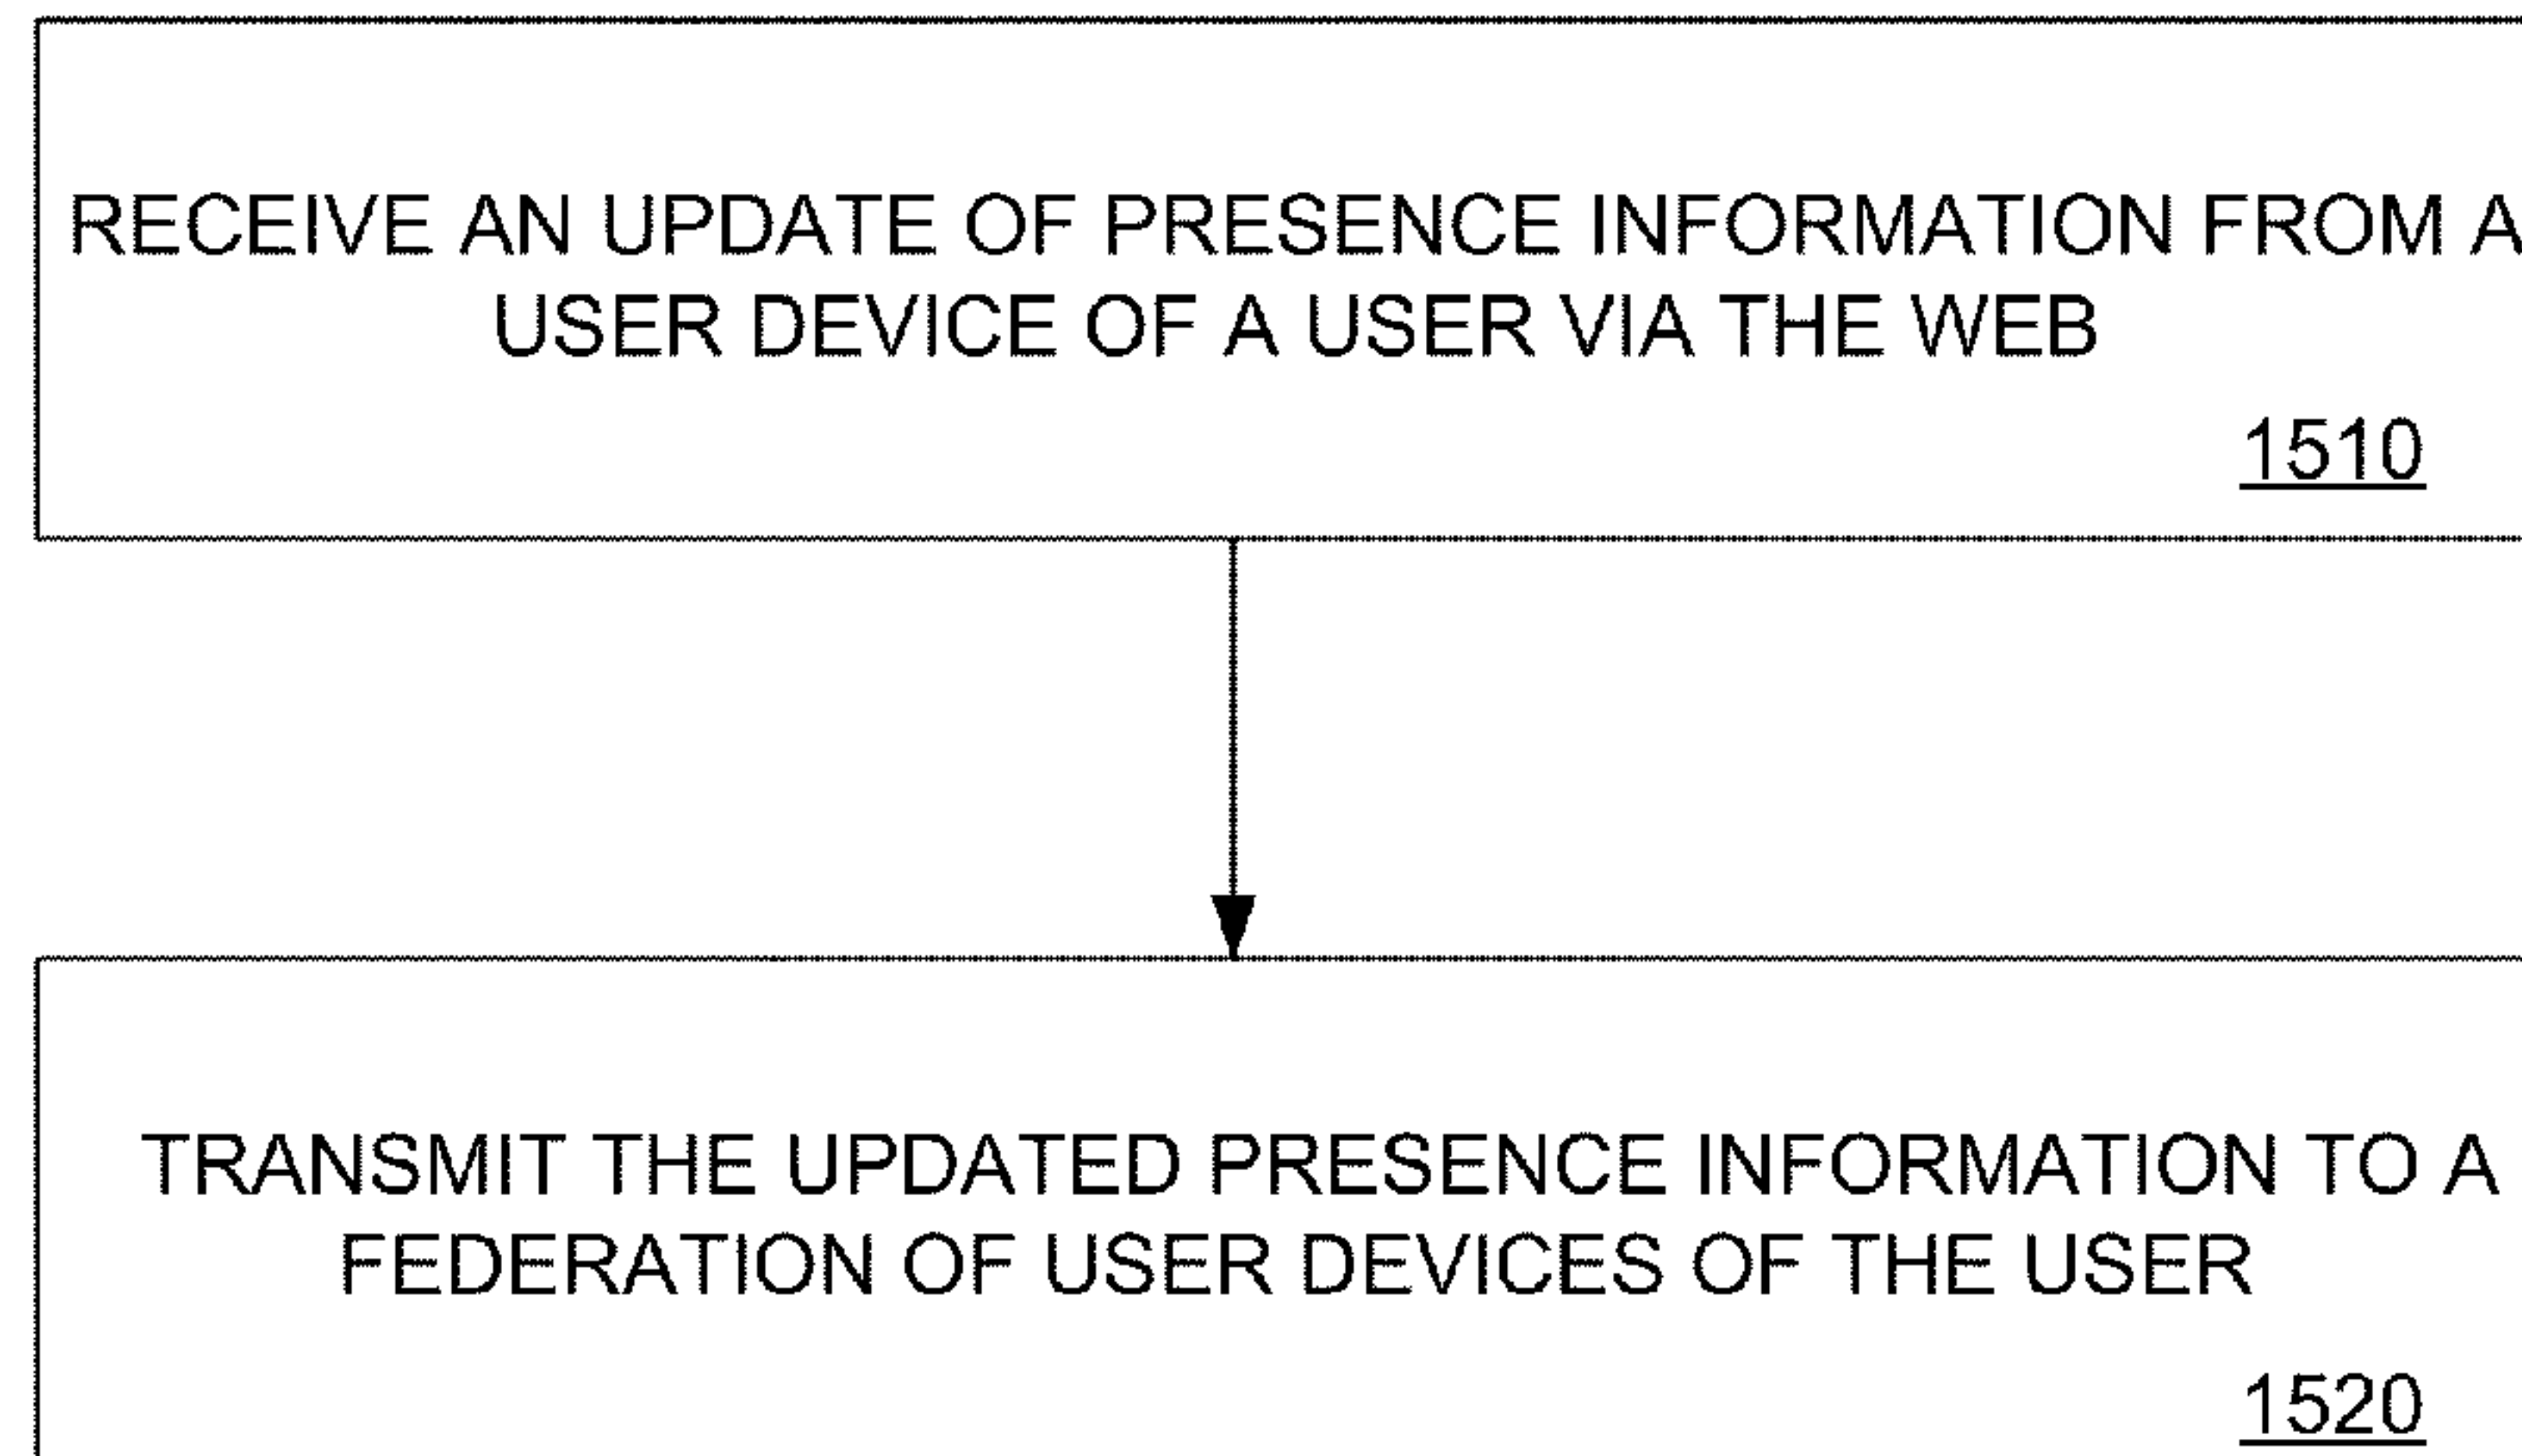 RECEIVE AN UPDATE OF PRESENCE INFORMATION FROM A
USER DEVICE OF A USER VIA THE WEB
1510
TRANSMIT THE UPDATED PRESENCE INFORMATION TO A
FEDERATION OF USER DEVICES OF THE USER
1520